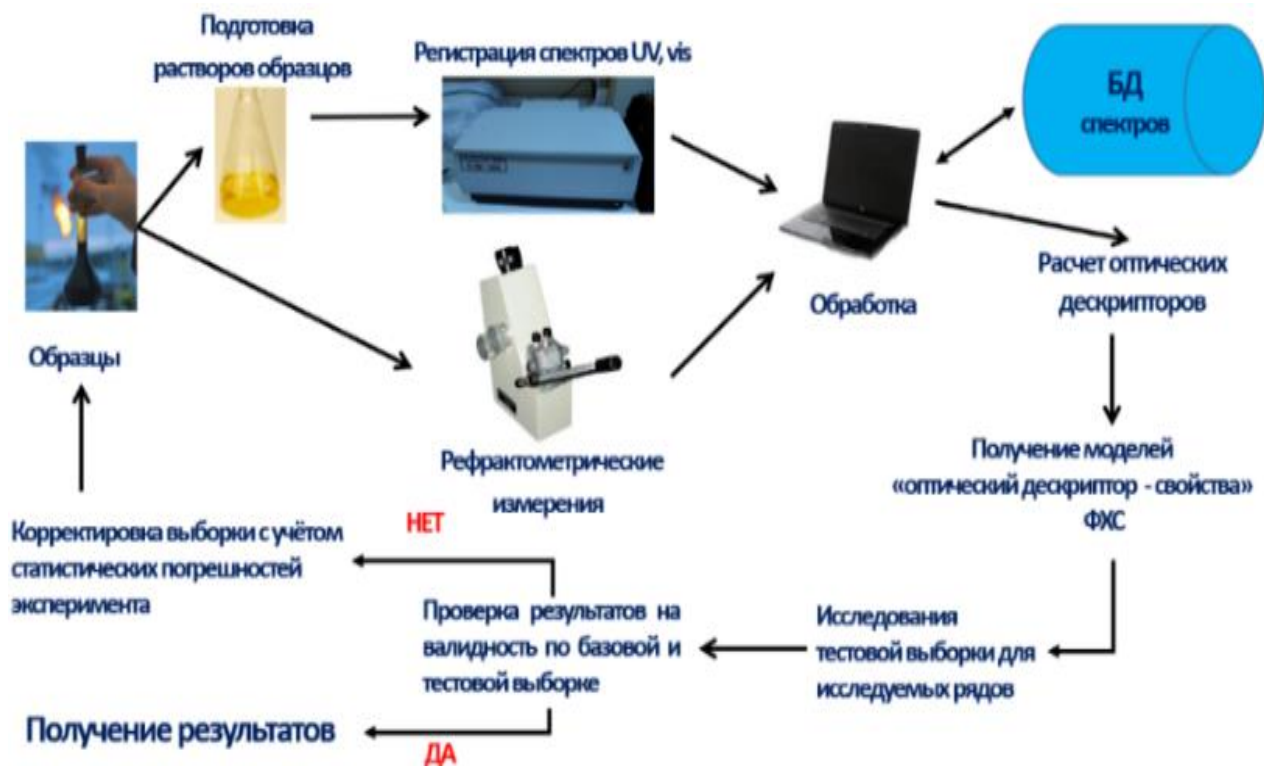 Подготовка
растворов образцов
Регистрация спектров UV, vis
БД
спектров
Образцы
Рефрактометрические
измерения
Обработка
Расчет оптических
дескрипторов
Получение моделей
«оптический дескриптор - свойства»
ФХС
Исследования
тестовой выборки для
исследуемых рядов
Проверка результатов на
валидность по базовой и
тестовой выборке
НЕТ
Корректировка выборки с учётом
статистических погрешностей
эксперимента
ДА
Получение результатов